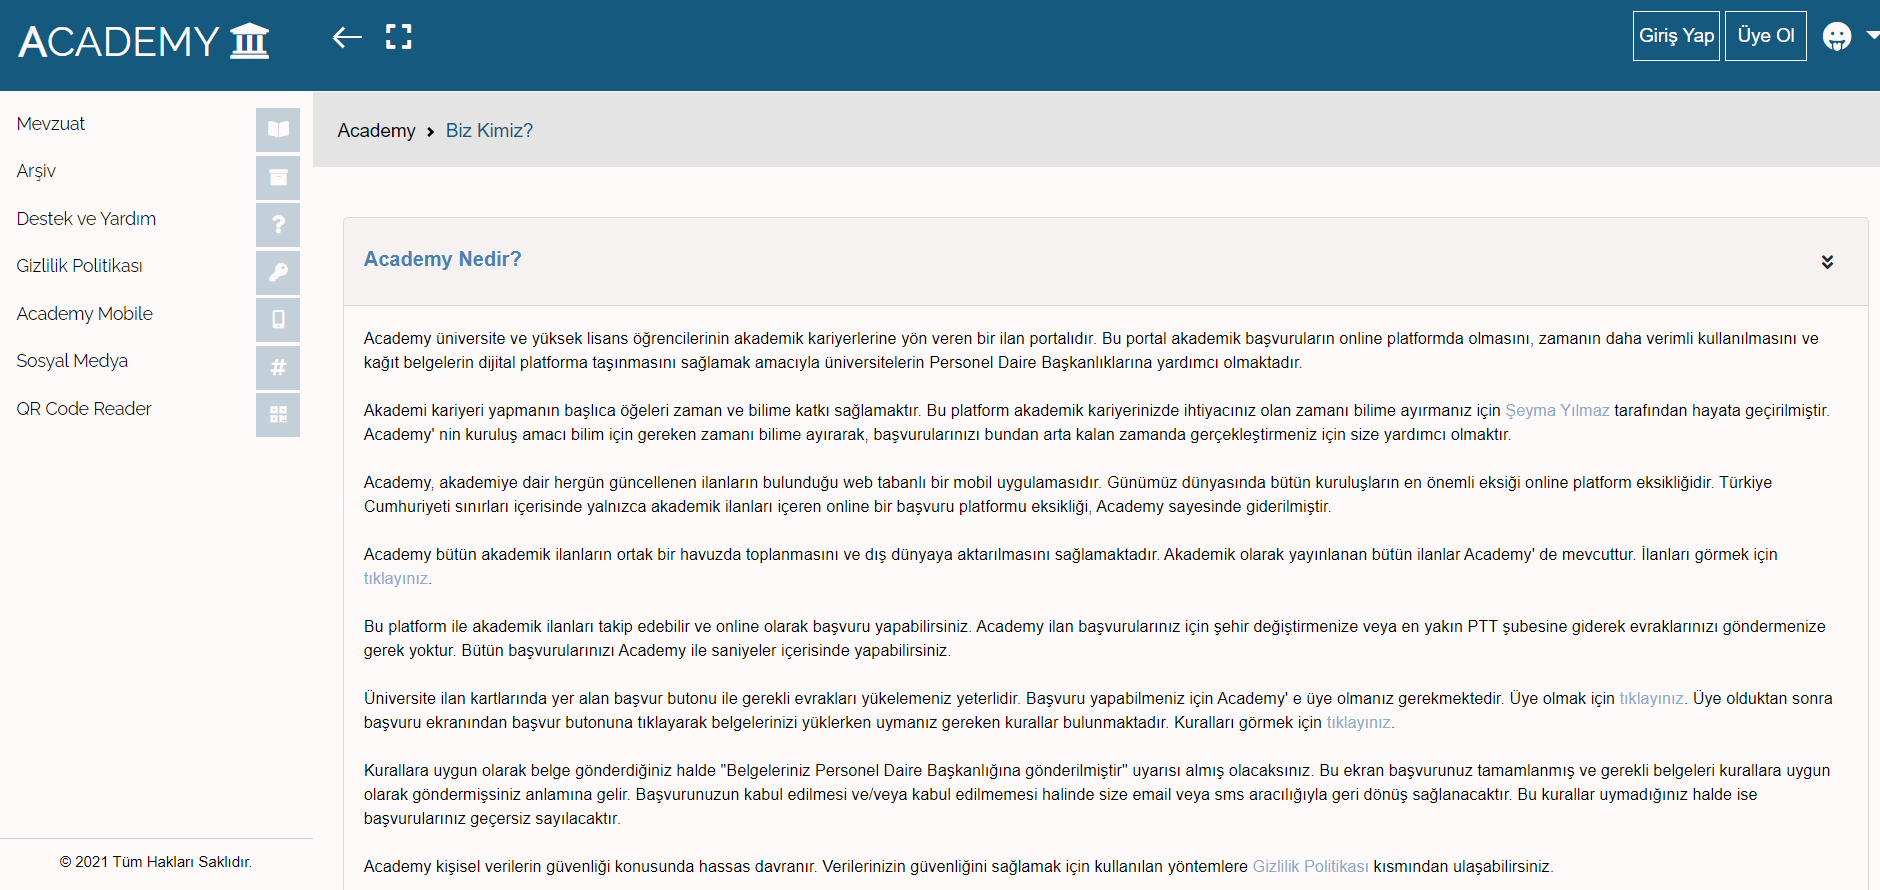 ACADEMY
Giriş Yap
Üye Ol
Mevzuat
Arşiv
Destek ve Yardım
Gizlilik Politikası
Academy Mobile
Sosyal Medya
QR Code Reader
© 2021 Tüm Hakları Saklıdır.
Academy › Biz Kimiz?
Academy Nedir?
Academy üniversite ve yüksek lisans öğrencilerinin akademik kariyerlerine yön veren bir ilan portalıdır. Bu portal akademik başvuruların online platformda olmasını, zamanın daha verimli kullanılmasını ve
kağıt belgelerin dijital platforma taşınmasını sağlamak amacıyla üniversitelerin Personel Daire Başkanlıklarına yardımcı olmaktadır.
Akademi kariyeri yapmanın başlıca öğeleri zaman ve bilime katkı sağlamaktır. Bu platform akademik kariyerinizde ihtiyacınız olan zamanı bilime ayırmanız için Şeyma Yılmaz tarafından hayata geçirilmiştir.
Academy' nin kuruluş amacı bilim için gereken zamanı bilime ayırarak, başvurularınızı bundan arta kalan zamanda gerçekleştirmeniz için size yardımcı olmaktır.
Academy, akademiye dair hergün güncellenen ilanların bulunduğu web tabanlı bir mobil uygulamasıdır. Günümüz dünyasında bütün kuruluşların en önemli eksiği online platform eksikliğidir. Türkiye
Cumhuriyeti sınırları içerisinde yalnızca akademik ilanları içeren online bir başvuru platformu eksikliği, Academy sayesinde giderilmiştir.
Academy bütün akademik ilanların ortak bir havuzda toplanmasını ve dış dünyaya aktarılmasını sağlamaktadır. Akademik olarak yayınlanan bütün ilanlar Academy' de mevcuttur. İlanları görmek için
tıklayınız.
Bu platform ile akademik ilanları takip edebilir ve online olarak başvuru yapabilirsiniz. Academy ilan başvurularınız için şehir değiştirmenize veya en yakın PTT şubesine giderek evraklarınızı göndermenize
gerek yoktur. Bütün başvurularınızı Academy ile saniyeler içerisinde yapabilirsiniz.
Üniversite ilan kartlarında yer alan başvur butonu ile gerekli evrakları yükelemeniz yeterlidir. Başvuru yapabilmeniz için Academy' e üye olmanız gerekmektedir. Üye olmak için tıklayınız. Üye olduktan sonra
başvuru ekranından başvur butonuna tıklayarak belgelerinizi yüklerken uymanız gereken kurallar bulunmaktadır. Kuralları görmek için tıklayınız.
Kurallara uygun olarak belge gönderdiğiniz halde "Belgeleriniz Personel Daire Başkanlığına gönderilmiştir" uyarısı almış olacaksınız. Bu ekran başvurunuz tamamlanmış ve gerekli belgeleri kurallara uygun
olarak göndermişsiniz anlamına gelir. Başvurunuzun kabul edilmesi ve/veya kabul edilmemesi halinde size email veya sms aracılığıyla geri dönüş sağlanacaktır. Bu kurallar uymadığınız halde ise
başvurularınız geçersiz sayılacaktır.
Academy kişisel verilerin güvenliği konusunda hassas davranır. Verilerinizin güvenliğini sağlamak için kullanılan yöntemlere Gizlilik Politikası kısmından ulaşabilirsiniz.